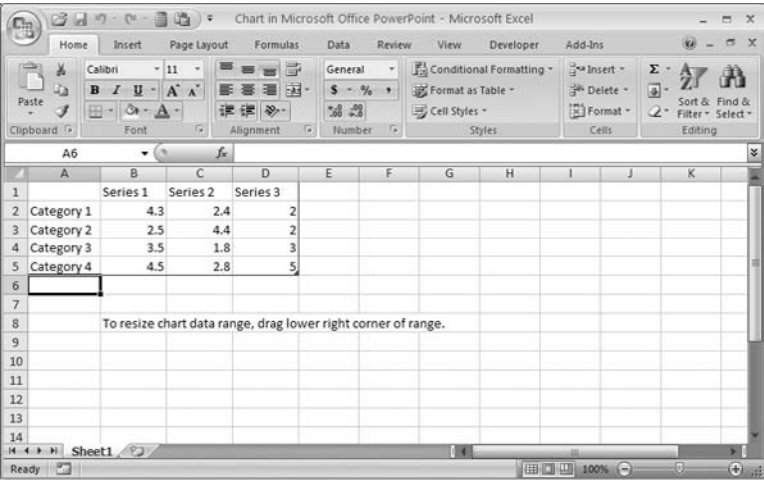 Chart in Microsoft Office PowerPoint - Microsoft Excel
Home Insert Page Layout Formulas Data Review View Developer Add-Ins
Paste
Clipboard
Calibri 11
B I U A A
A
Font
Alignment
General
$ % ,
.0 .00 .00 .0
Number
Conditional Formatting
Format as Table
Cell Styles
Styles
Insert
Delete
Format
Cells
Σ
A Z
Sort & Filter
Find & Select
Editing
A6 fx
A B C D E F G H I J K
1 Series 1 Series 2 Series 3
2 Category 1 4.3 2.4 2
3 Category 2 2.5 4.4 2
4 Category 3 3.5 1.8 3
5 Category 4 4.5 2.8 5
6
7
8 To resize chart data range, drag lower right corner of range.
9
10
11
12
13
14
Sheet1
Ready 100%